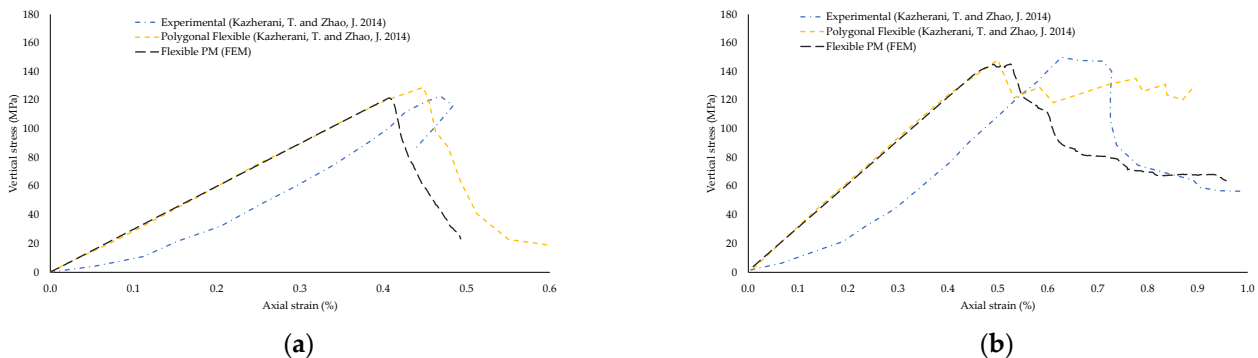 Experimental (Kazherani, T. and Zhao, J. 2014)
Polygonal Flexible (Kazherani, T. and Zhao, J. 2014)
Flexible PM (FEM)
180
160
140
120
100
80
60
40
20
0
Vertical stress (MPa)
0.0 0.1 0.2 0.3 0.4 0.5 0.6
Axial strain (%)
(a)
Experimental (Kazherani, T. and Zhao, J. 2014)
Polygonal Flexible (Kazherani, T. and Zhao, J. 2014)
Flexible PM (FEM)
180
160
140
120
100
80
60
40
20
0
Vertical stress (MPa)
0.0 0.1 0.2 0.3 0.4 0.5 0.6 0.7 0.8 0.9 1.0
Axial strain (%)
(b)